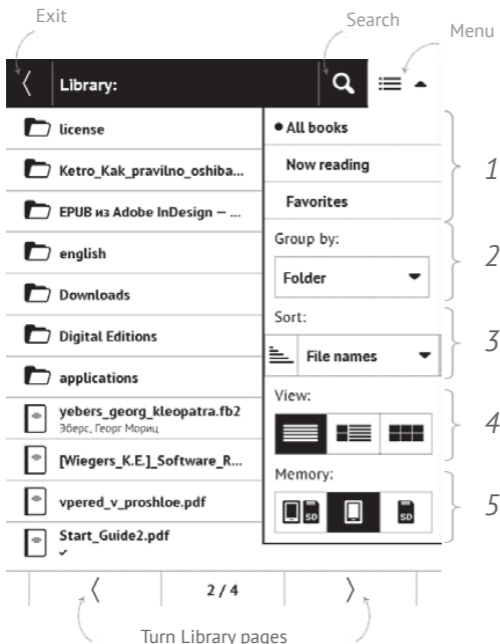 Exit
Search
Menu
Library:
license
Ketro_Kak_pravilno_oshiba...
EPUB из Adobe InDesign — ...
english
Downloads
Digital Editions
applications
yebers_georg_kleopatra.fb2
Эберс, Георг Мориц
[Wiegers_K.E.]_Software_R...
vpered_v_proshloe.pdf
Start_Guide2.pdf
All books
Now reading
Favorites
1
Group by:
Folder
2
Sort:
File names
3
View:
4
Memory:
SD
SD
5
2 / 4
Turn Library pages